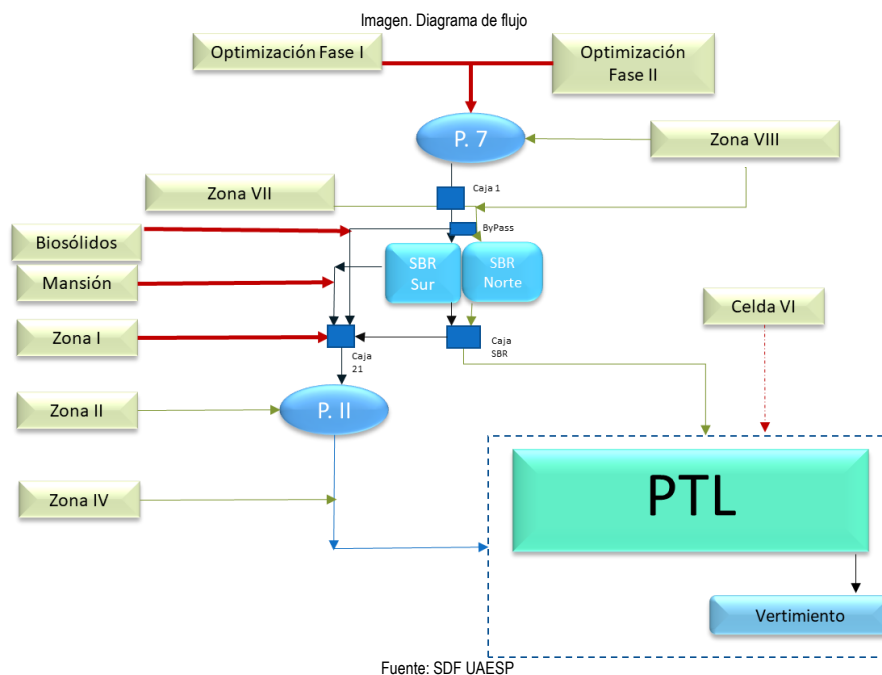 Imagen. Diagrama de flujo
Optimización Fase I
Optimización
Fase II
P. 7
Zona VIII
Zona VII
Caja 1
ByPass
Biosólidos
SBR
Sur
SBR
Norte
Mansión
Celda VI
Zona I
Caja
21
Caja
SBR
Zona II
P. II
PTL
Zona IV
Vertimiento
Fuente: SDF UAESP